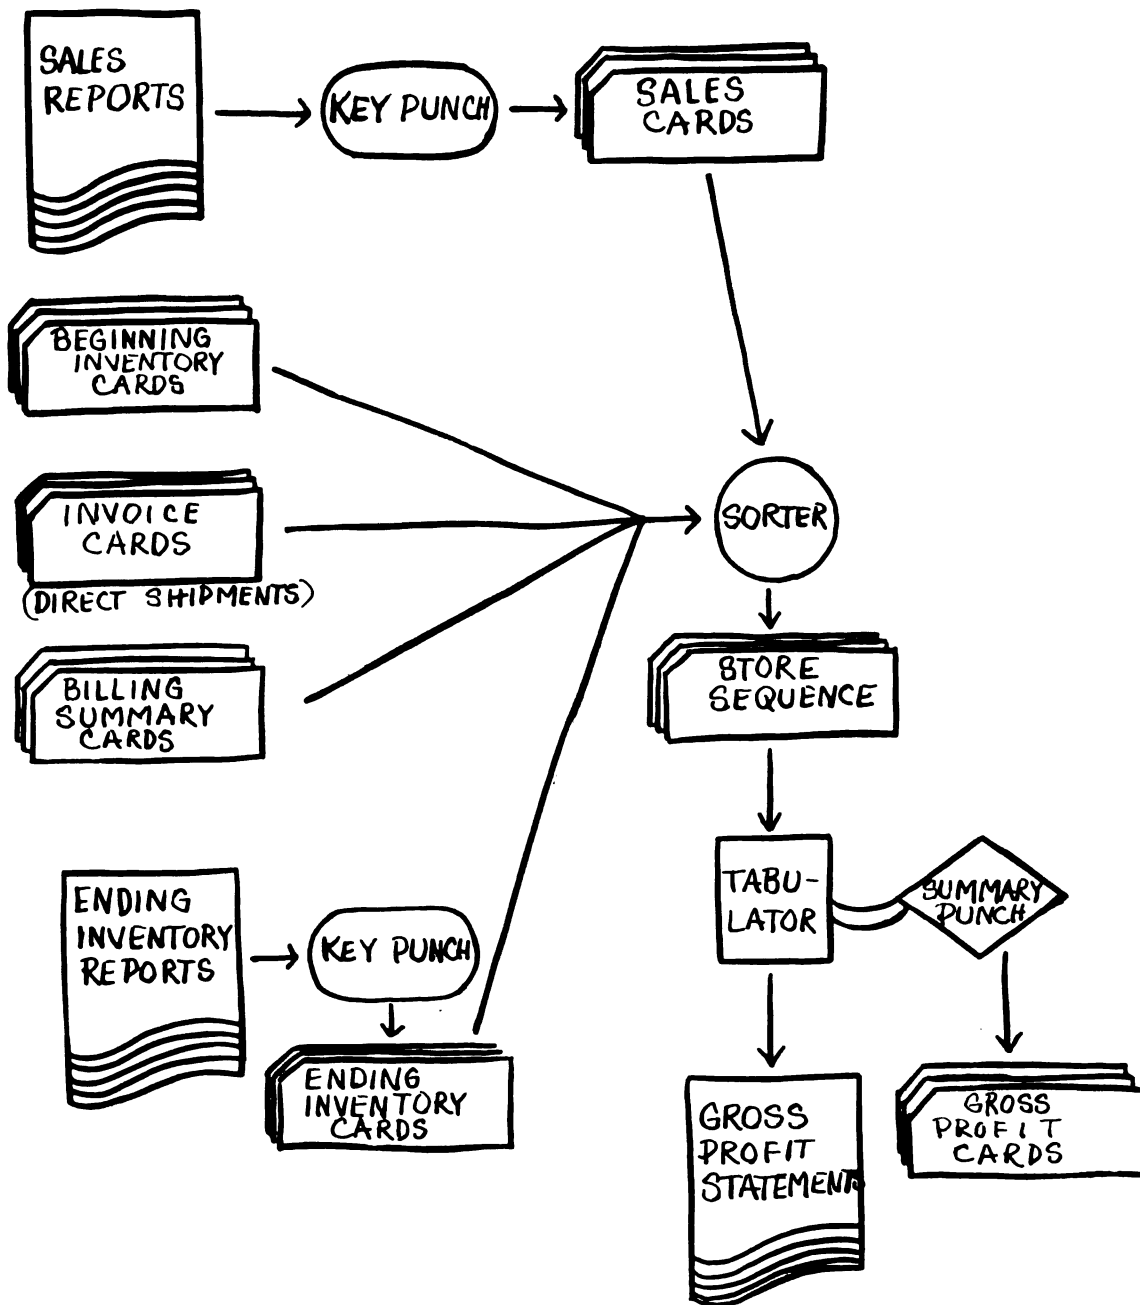 SALES
REPORTS
KEY PUNCH
SALES
CARDS
BEGINNING
INVENTORY
CARDS
INVOICE
CARDS
(DIRECT SHIPMENTS)
SORTER
BILLING
SUMMARY
CARDS
STORE
SEQUENCE
ENDING
INVENTORY
REPORTS
KEY PUNCH
ENDING
INVENTORY
CARDS
TABU-
LATOR
SUMMARY
PUNCH
GROSS
PROFIT
STATEMENTS
GROSS
PROFIT
CARDS